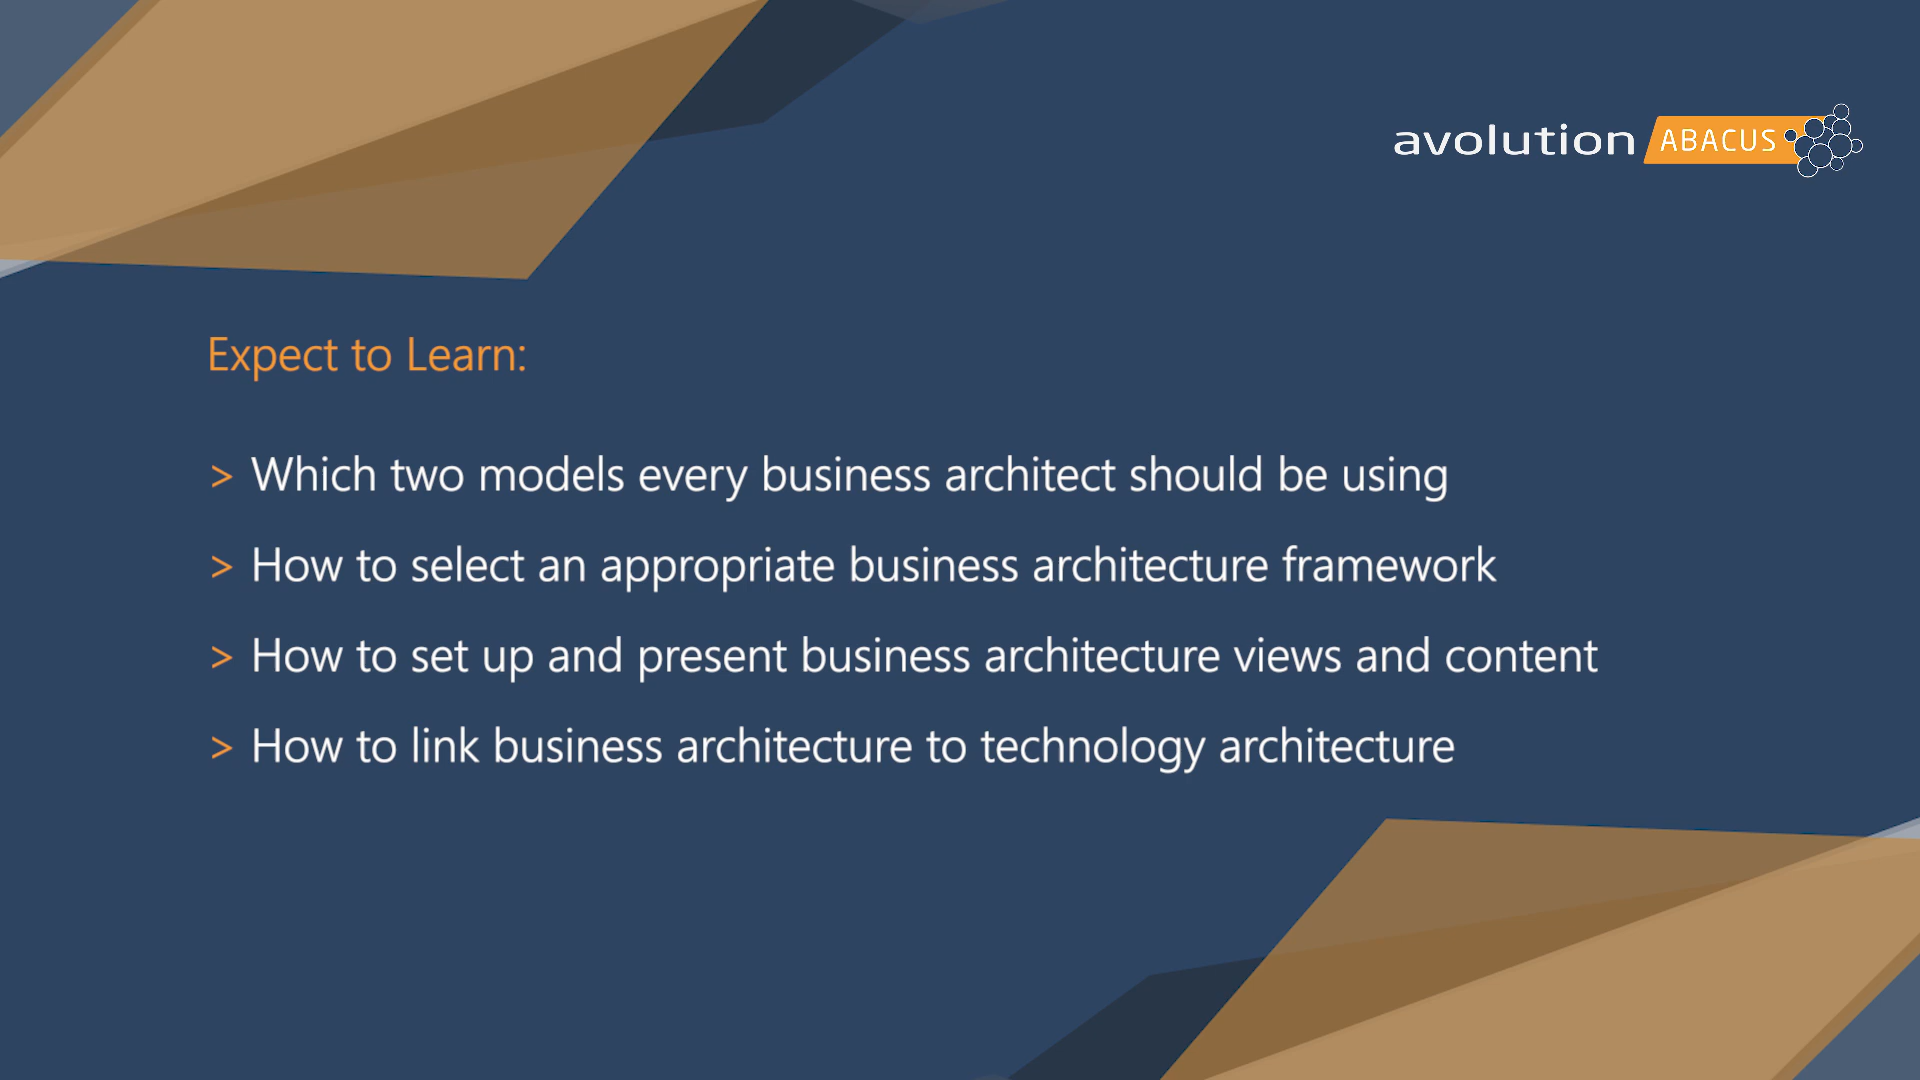 avolution ABACUS
Expect to Learn:
> Which two models every business architect should be using
> How to select an appropriate business architecture framework
> How to set up and present business architecture views and content
> How to link business architecture to technology architecture